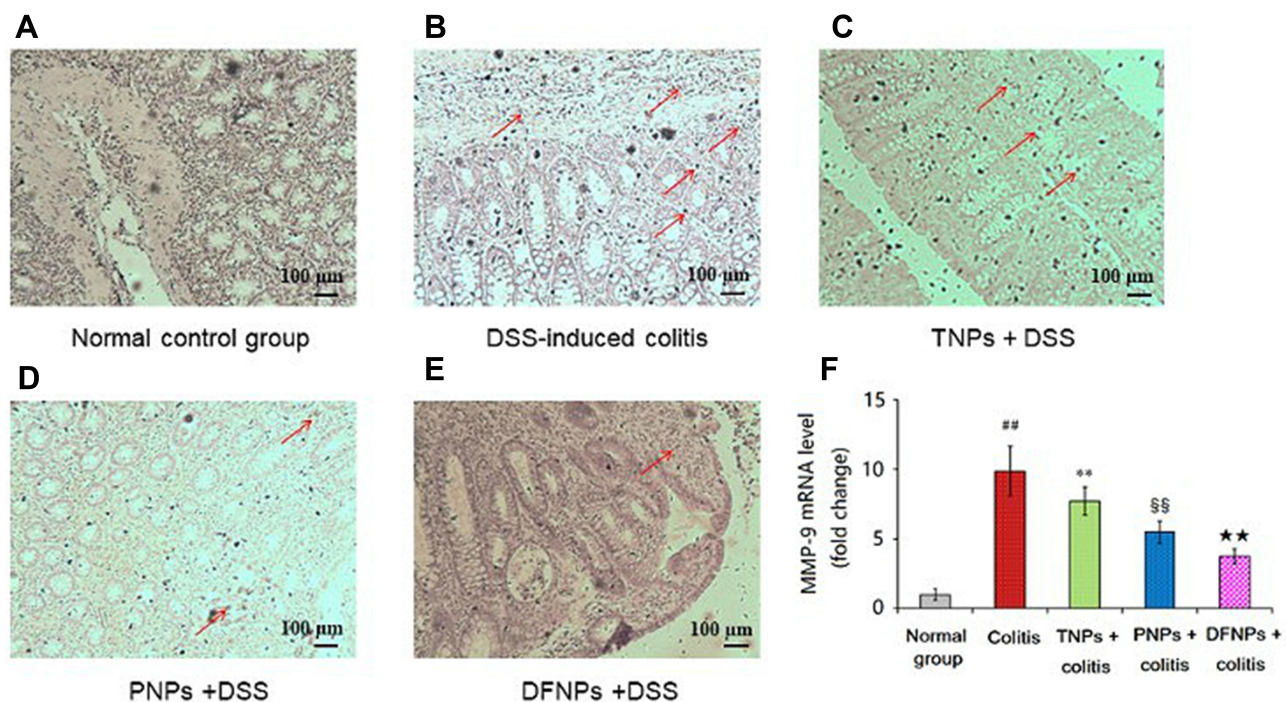 A
B
C
100 µm
100 µm
100 µm
Normal control group
DSS-induced colitis
TNPs + DSS
D
E
F
100 µm
100 µm
PNPs +DSS
DFNPs +DSS
MMP-9 mRNA level
(fold change)
15
10
5
0
##
**
§§
★★
Normal
group
Colitis
TNPs +
colitis
PNPs +
colitis
DFNPs +
colitis